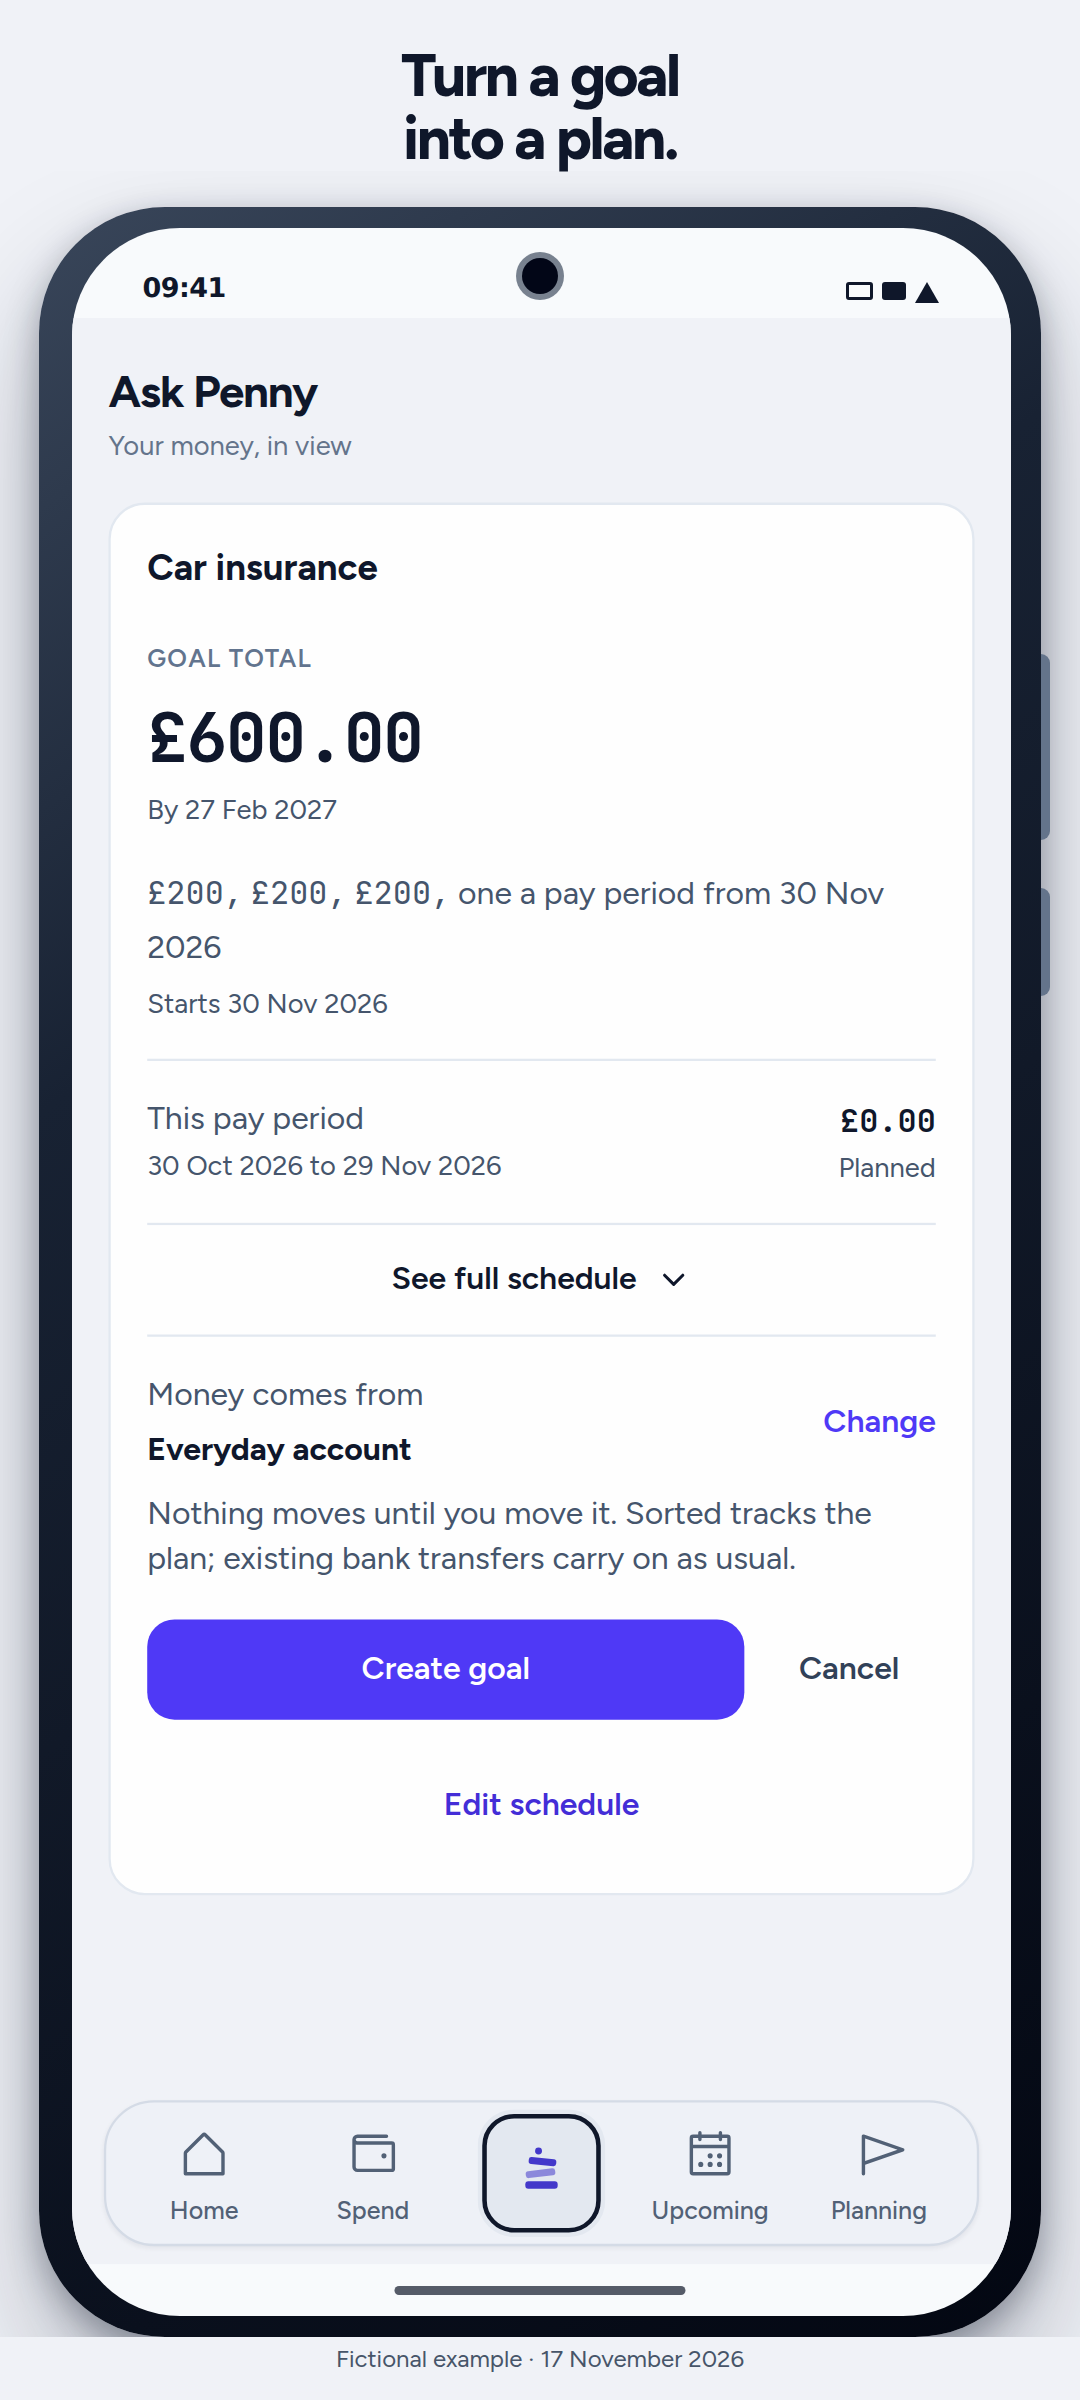 Turn a goal
into a plan.
09:41
Ask Penny
Your money, in view
Car insurance
GOAL TOTAL
£600.00
By 27 Feb 2027
£200, £200, £200, one a pay period from 30 Nov
2026
Starts 30 Nov 2026
This pay period
£0.00
30 Oct 2026 to 29 Nov 2026
Planned
See full schedule
Money comes from
Change
Everyday account
Nothing moves until you move it. Sorted tracks the
plan; existing bank transfers carry on as usual.
Create goal
Cancel
Edit schedule
Home
Spend
Upcoming
Planning
Fictional example · 17 November 2026